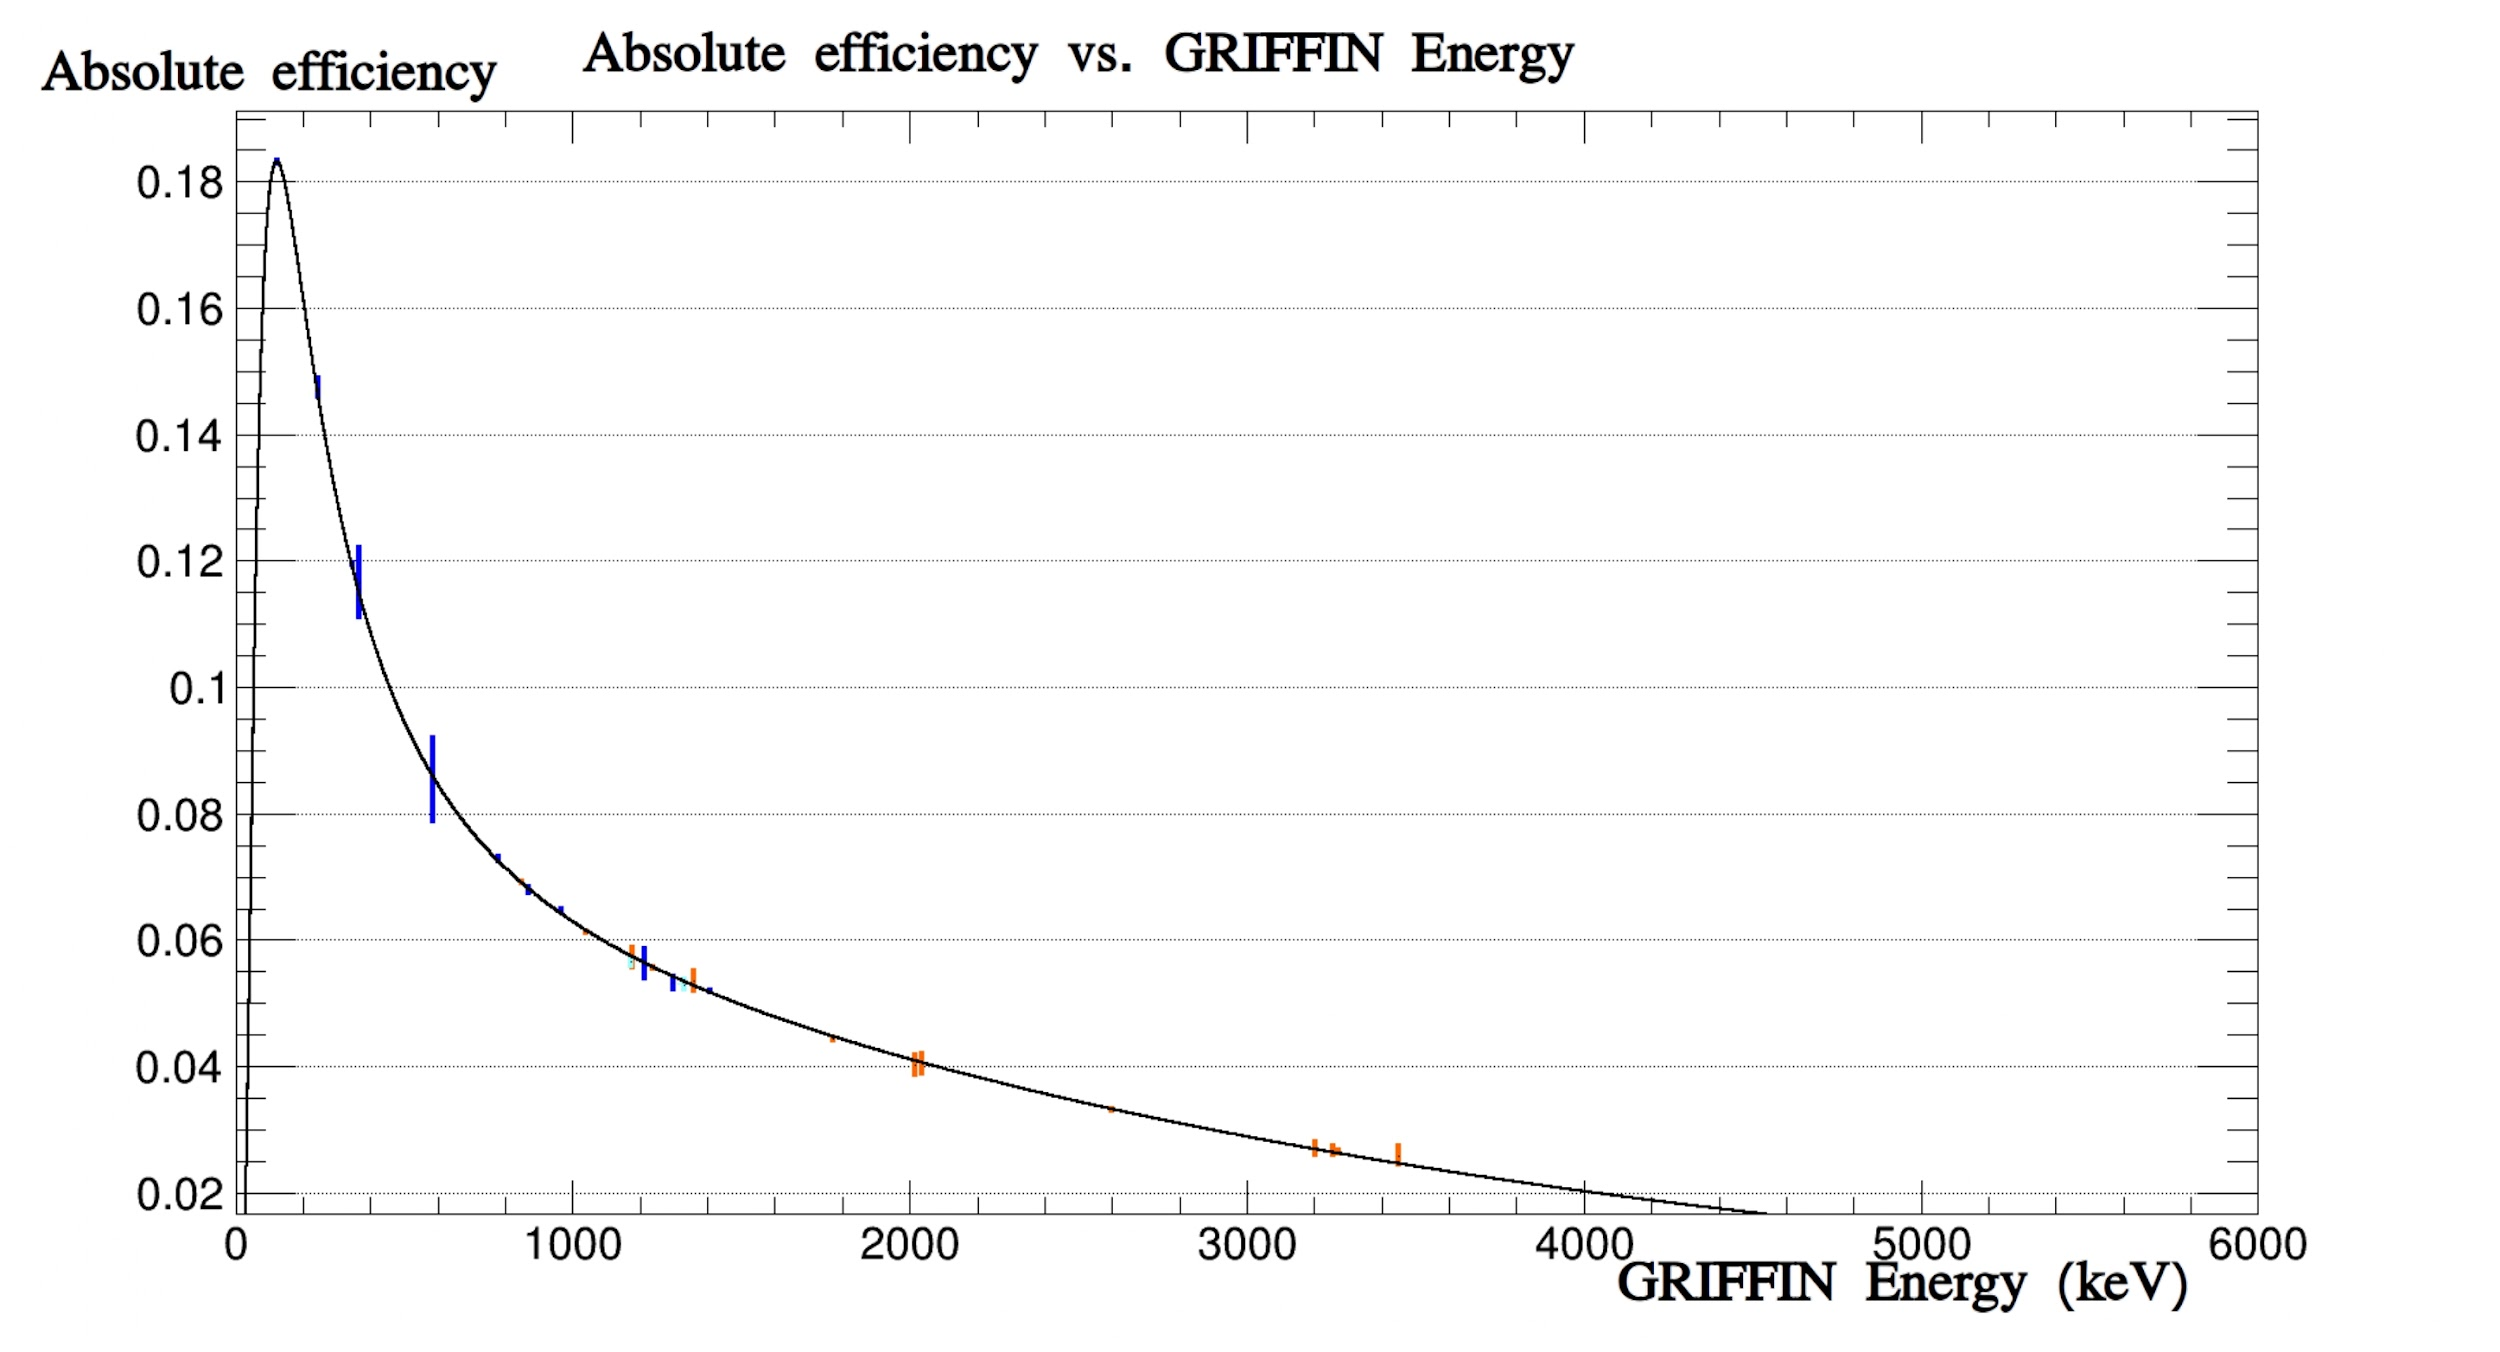 Absolute efficiency vs. GRIFFIN Energy
Absolute efficiency
0.18
0.16
0.14
0.12
0.1
0.08
0.06
0.04
0.02
0 1000 2000 3000 4000 5000 6000
GRIFFIN Energy (keV)